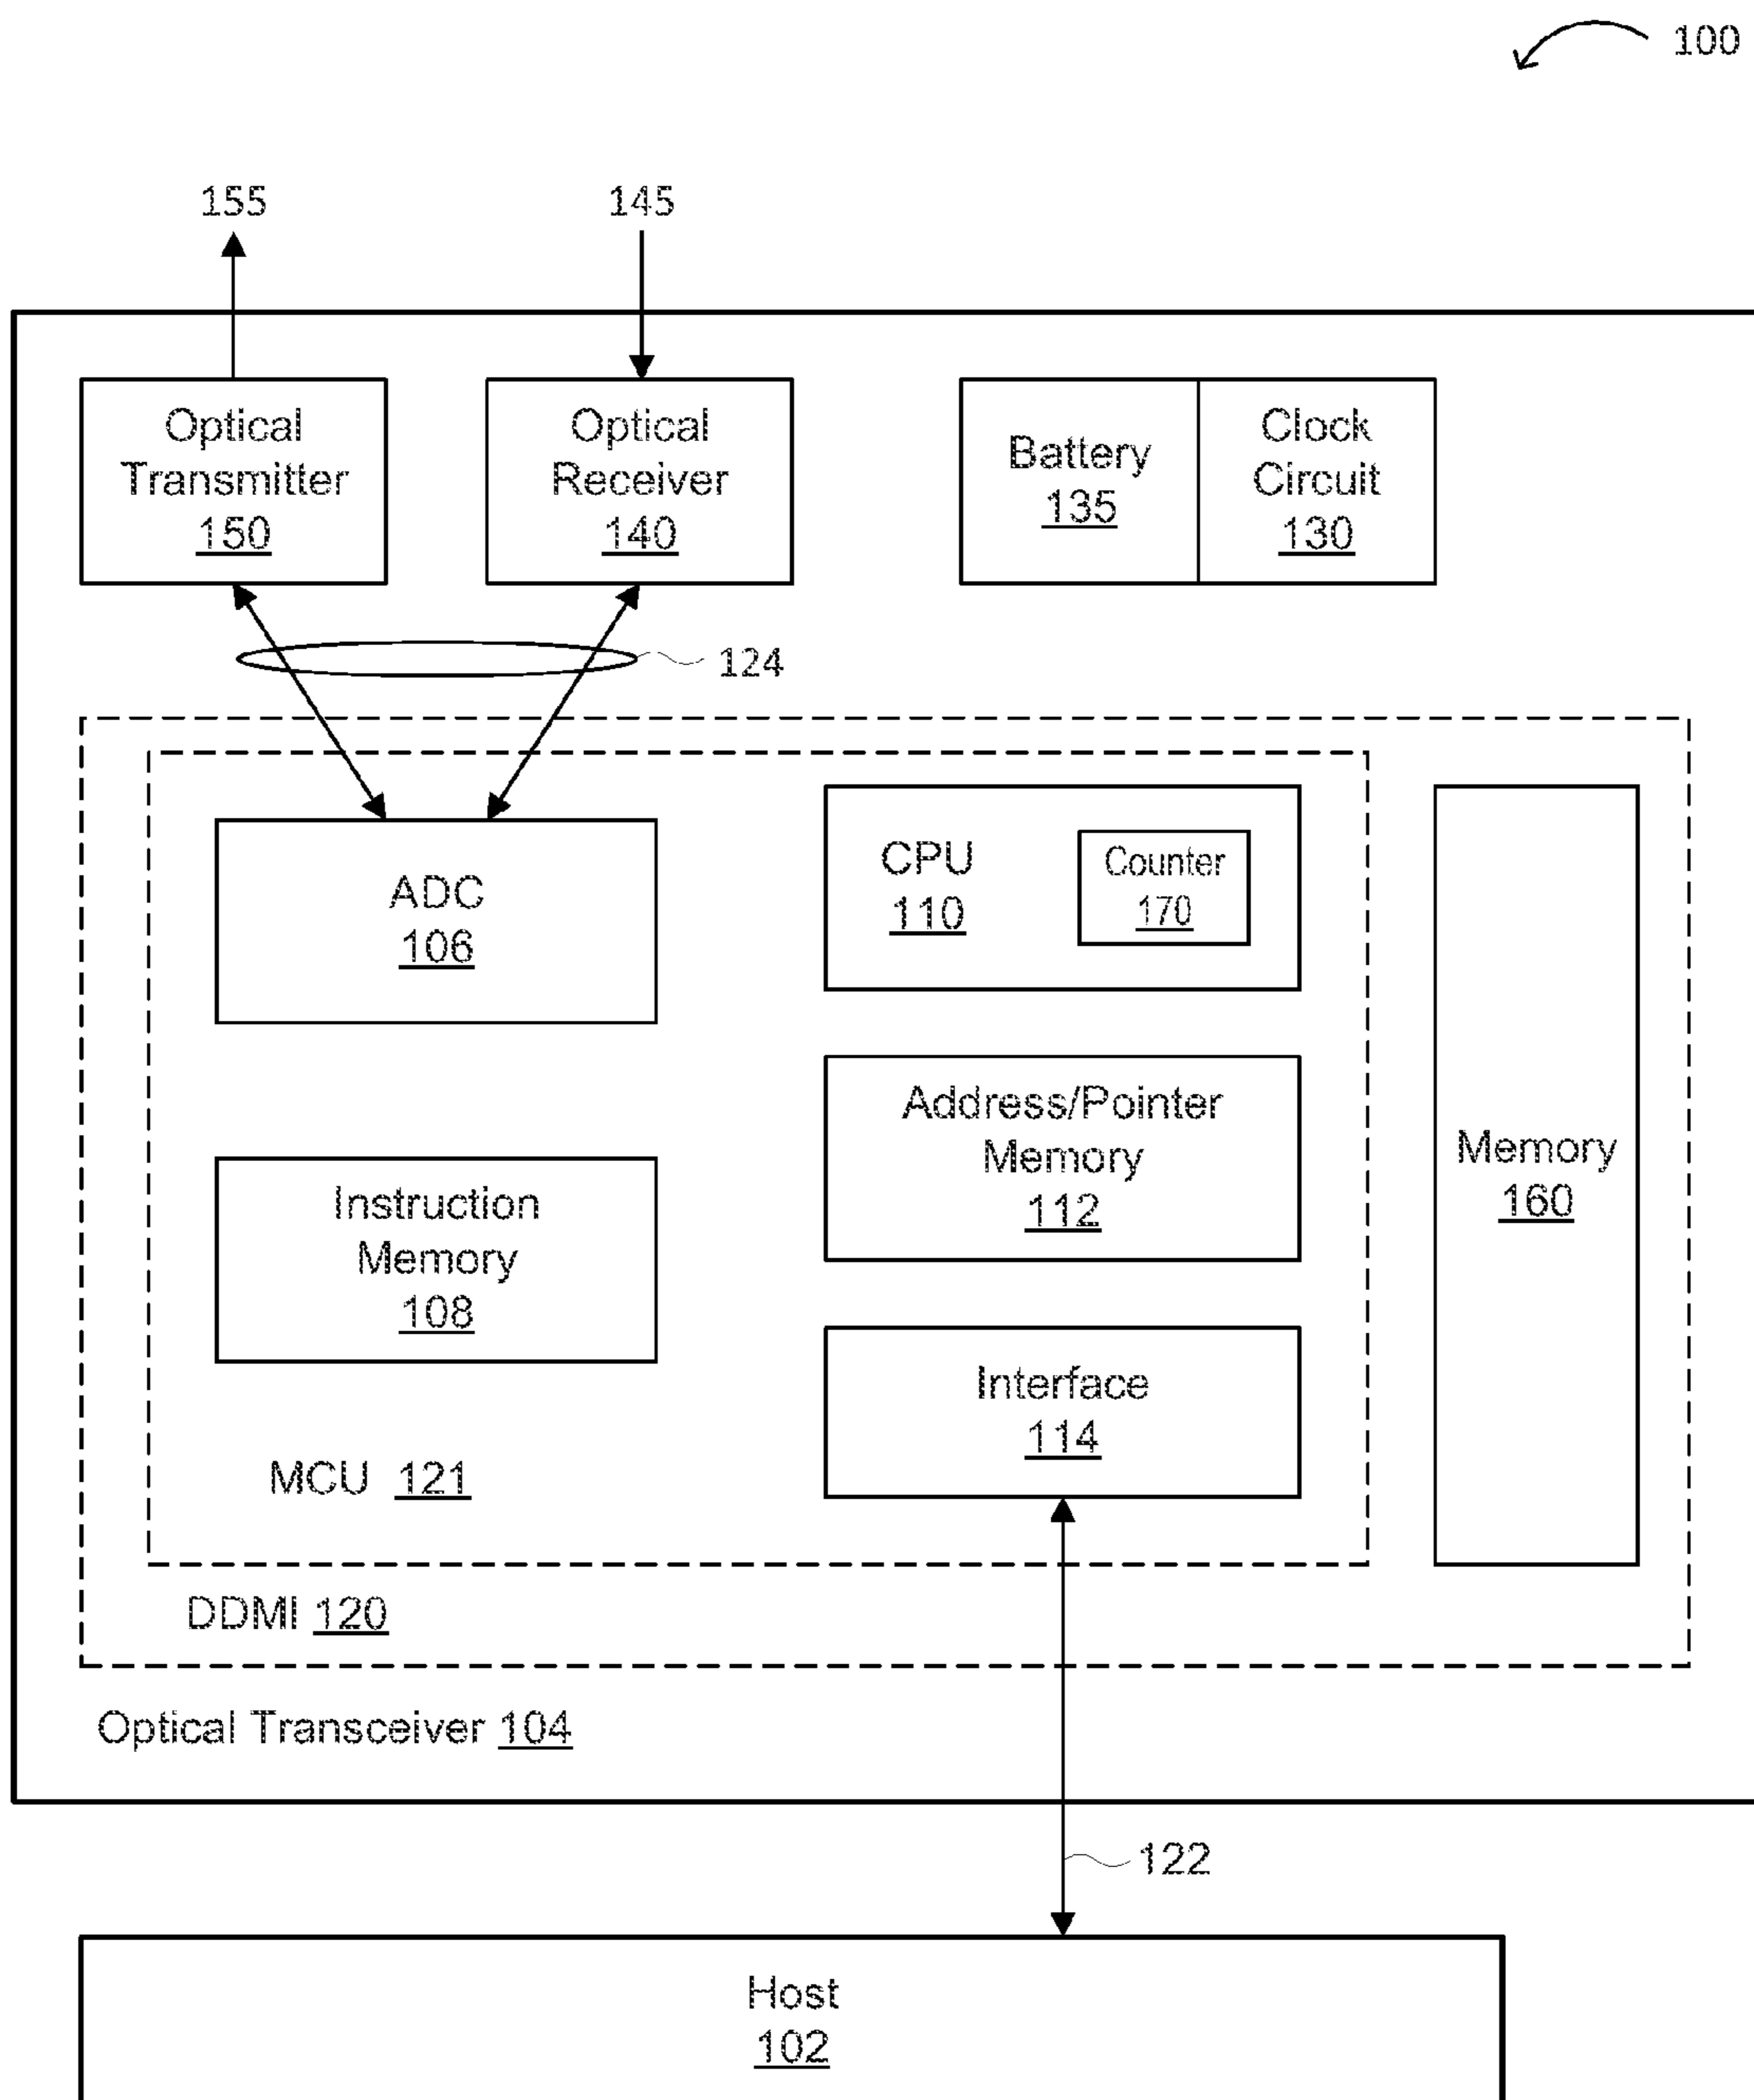 100
155
145
Optical
Transmitter
150
Optical
Receiver
140
Battery
135
Clock
Circuit
130
124
ADC
106
CPU
110
Counter
170
Address/Pointer
Memory
112
Memory
160
Instruction
Memory
108
Interface
114
MCU 121
DDMI 120
Optical Transceiver 104
122
Host
102